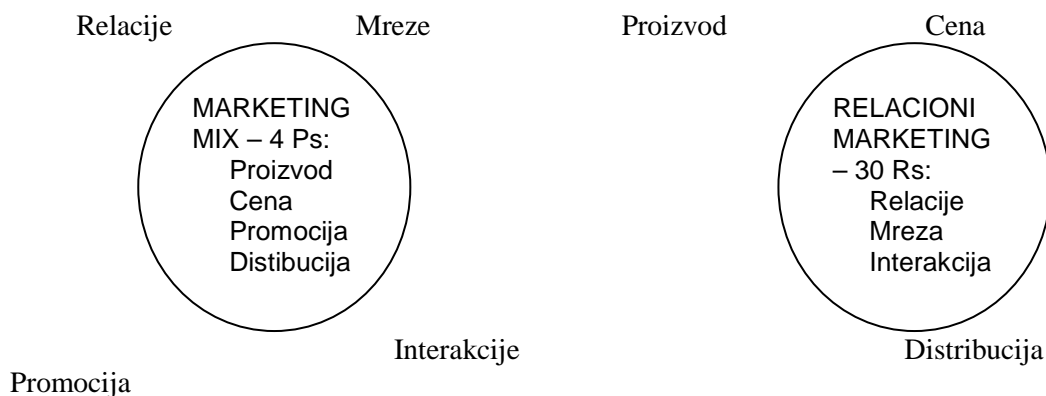 Relacije Mreze Proizvod Cena
MARKETING
MIX – 4 Ps:
Proizvod
Cena
Promocija
Distibucija
RELACIONI
MARKETING
– 30 Rs:
Relacije
Mreza
Interakcija
Interakcije Distribucija
Promocija